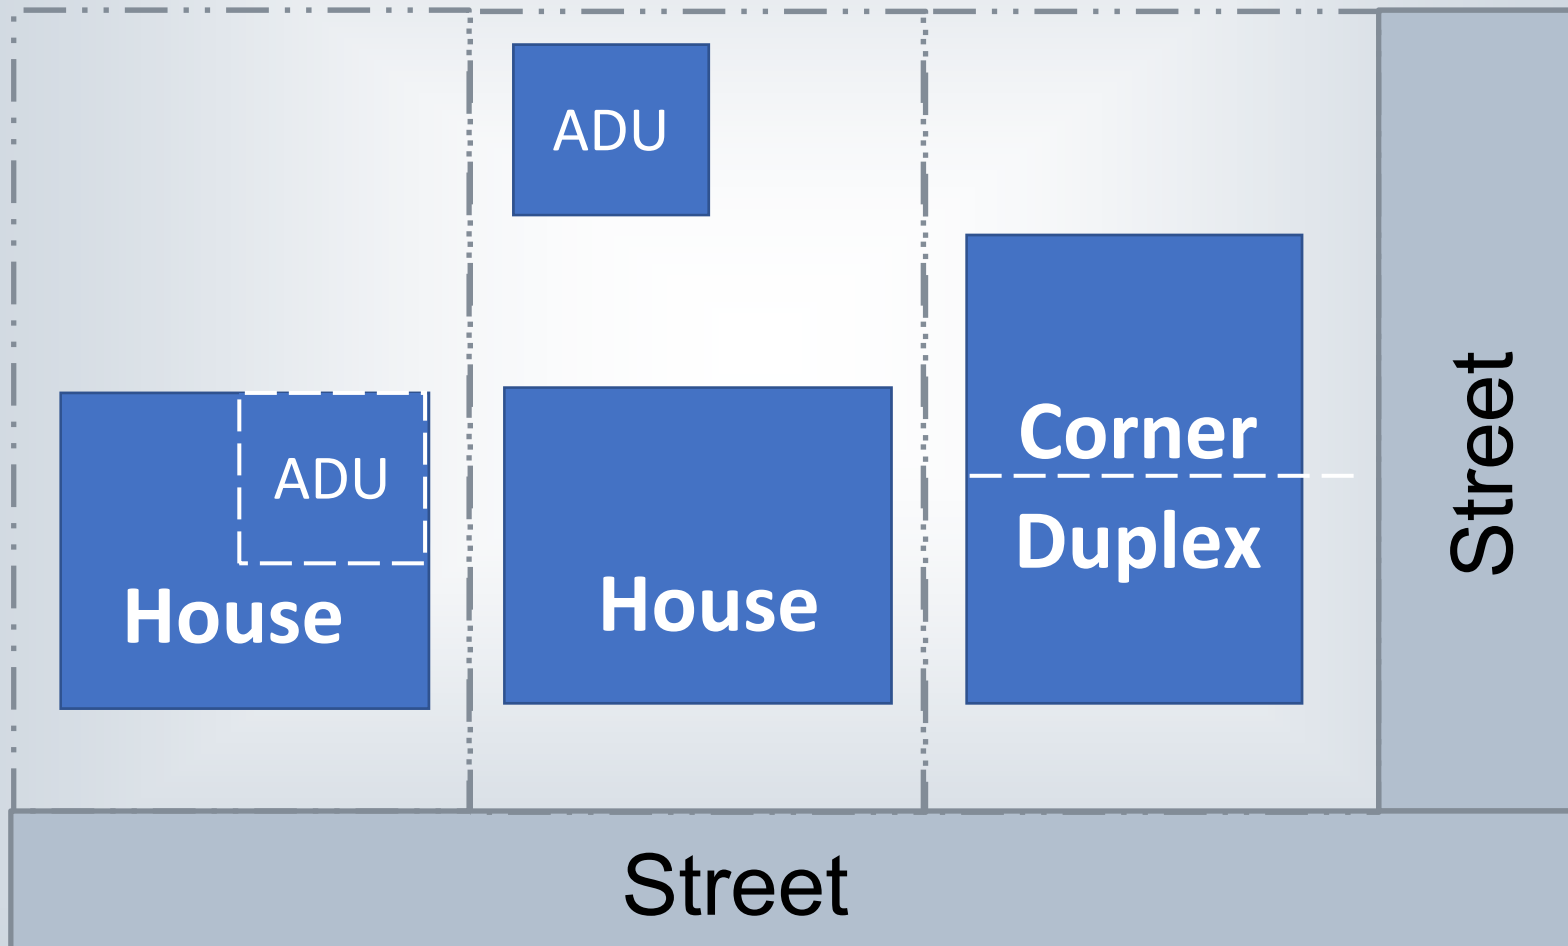 ADU
ADU
House
House
Corner
Duplex
Street
Street